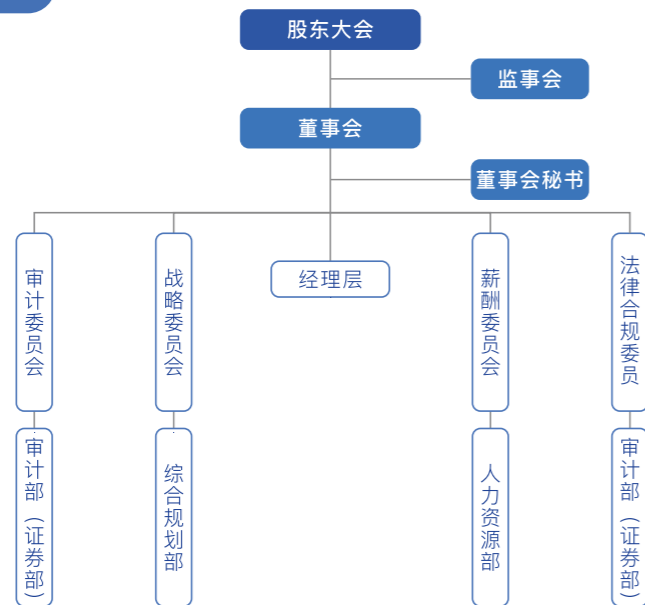 股东大会
监事会
董事会
董事会秘书
审计委员会
战略委员会
经理层
薪酬委员会
法律合规委员
审计部（证券部）
综合规划部
人力资源部
审计部（证券部）